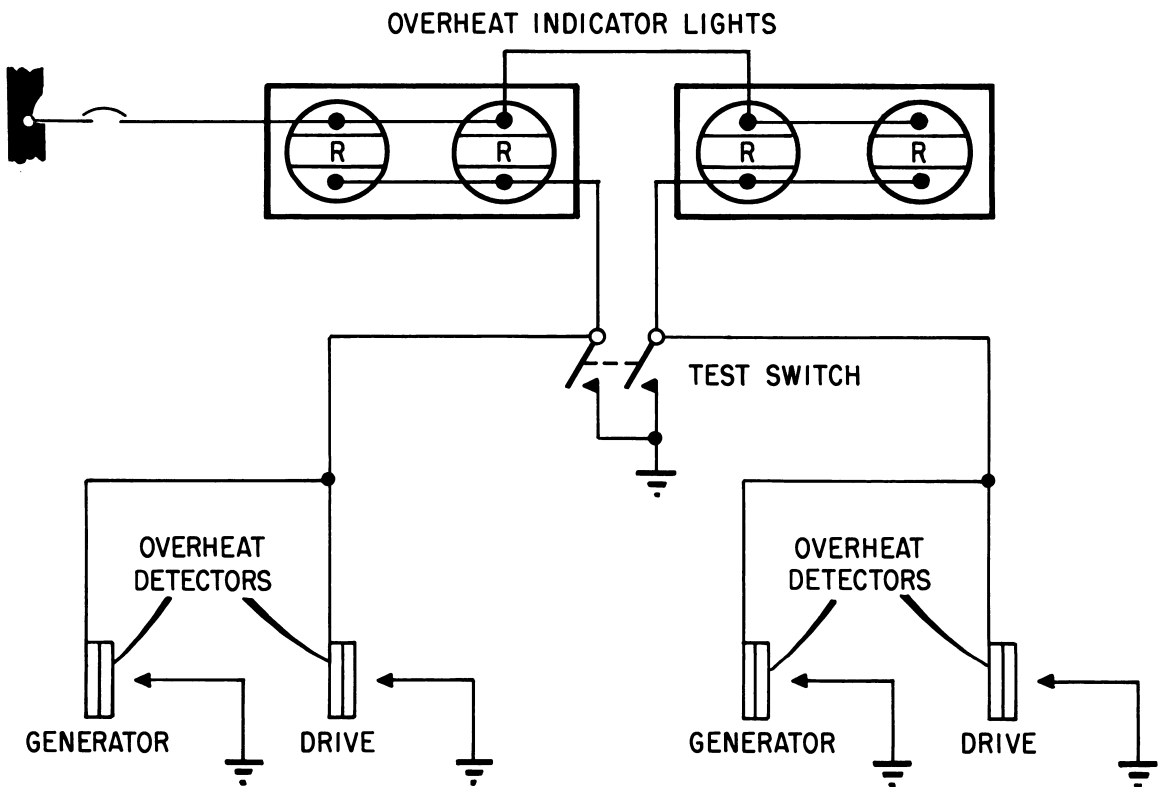 OVERHEAT INDICATOR LIGHTS
R
R
R
R
TEST SWITCH
OVERHEAT
DETECTORS
OVERHEAT
DETECTORS
GENERATOR
DRIVE
GENERATOR
DRIVE